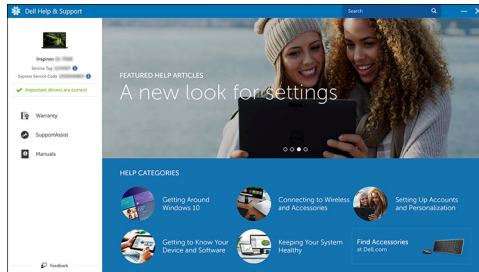 Dell Help & Support
Search
Inspiron
Service Tag
Express Service Code
Important drivers are current
Warranty
SupportAssist
Manuals
Feedback
FEATURED HELP ARTICLES
A new look for settings
HELP CATEGORIES
Getting Around
Windows 10
Connecting to Wireless
and Accessories
Setting Up Accounts
and Personalization
Getting to Know Your
Device and Software
Keeping Your System
Healthy
Find Accessories
at Dell.com